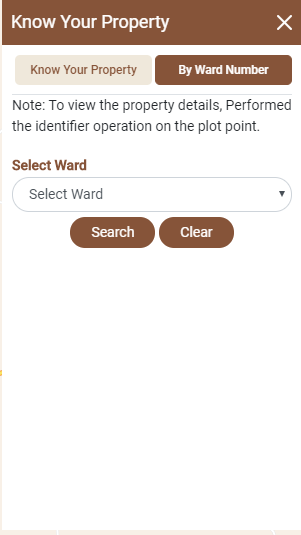 Know Your Property
Know Your Property
By Ward Number
Note: To view the property details, Performed
the identifier operation on the plot point.
Select Ward
Select Ward
Search
Clear